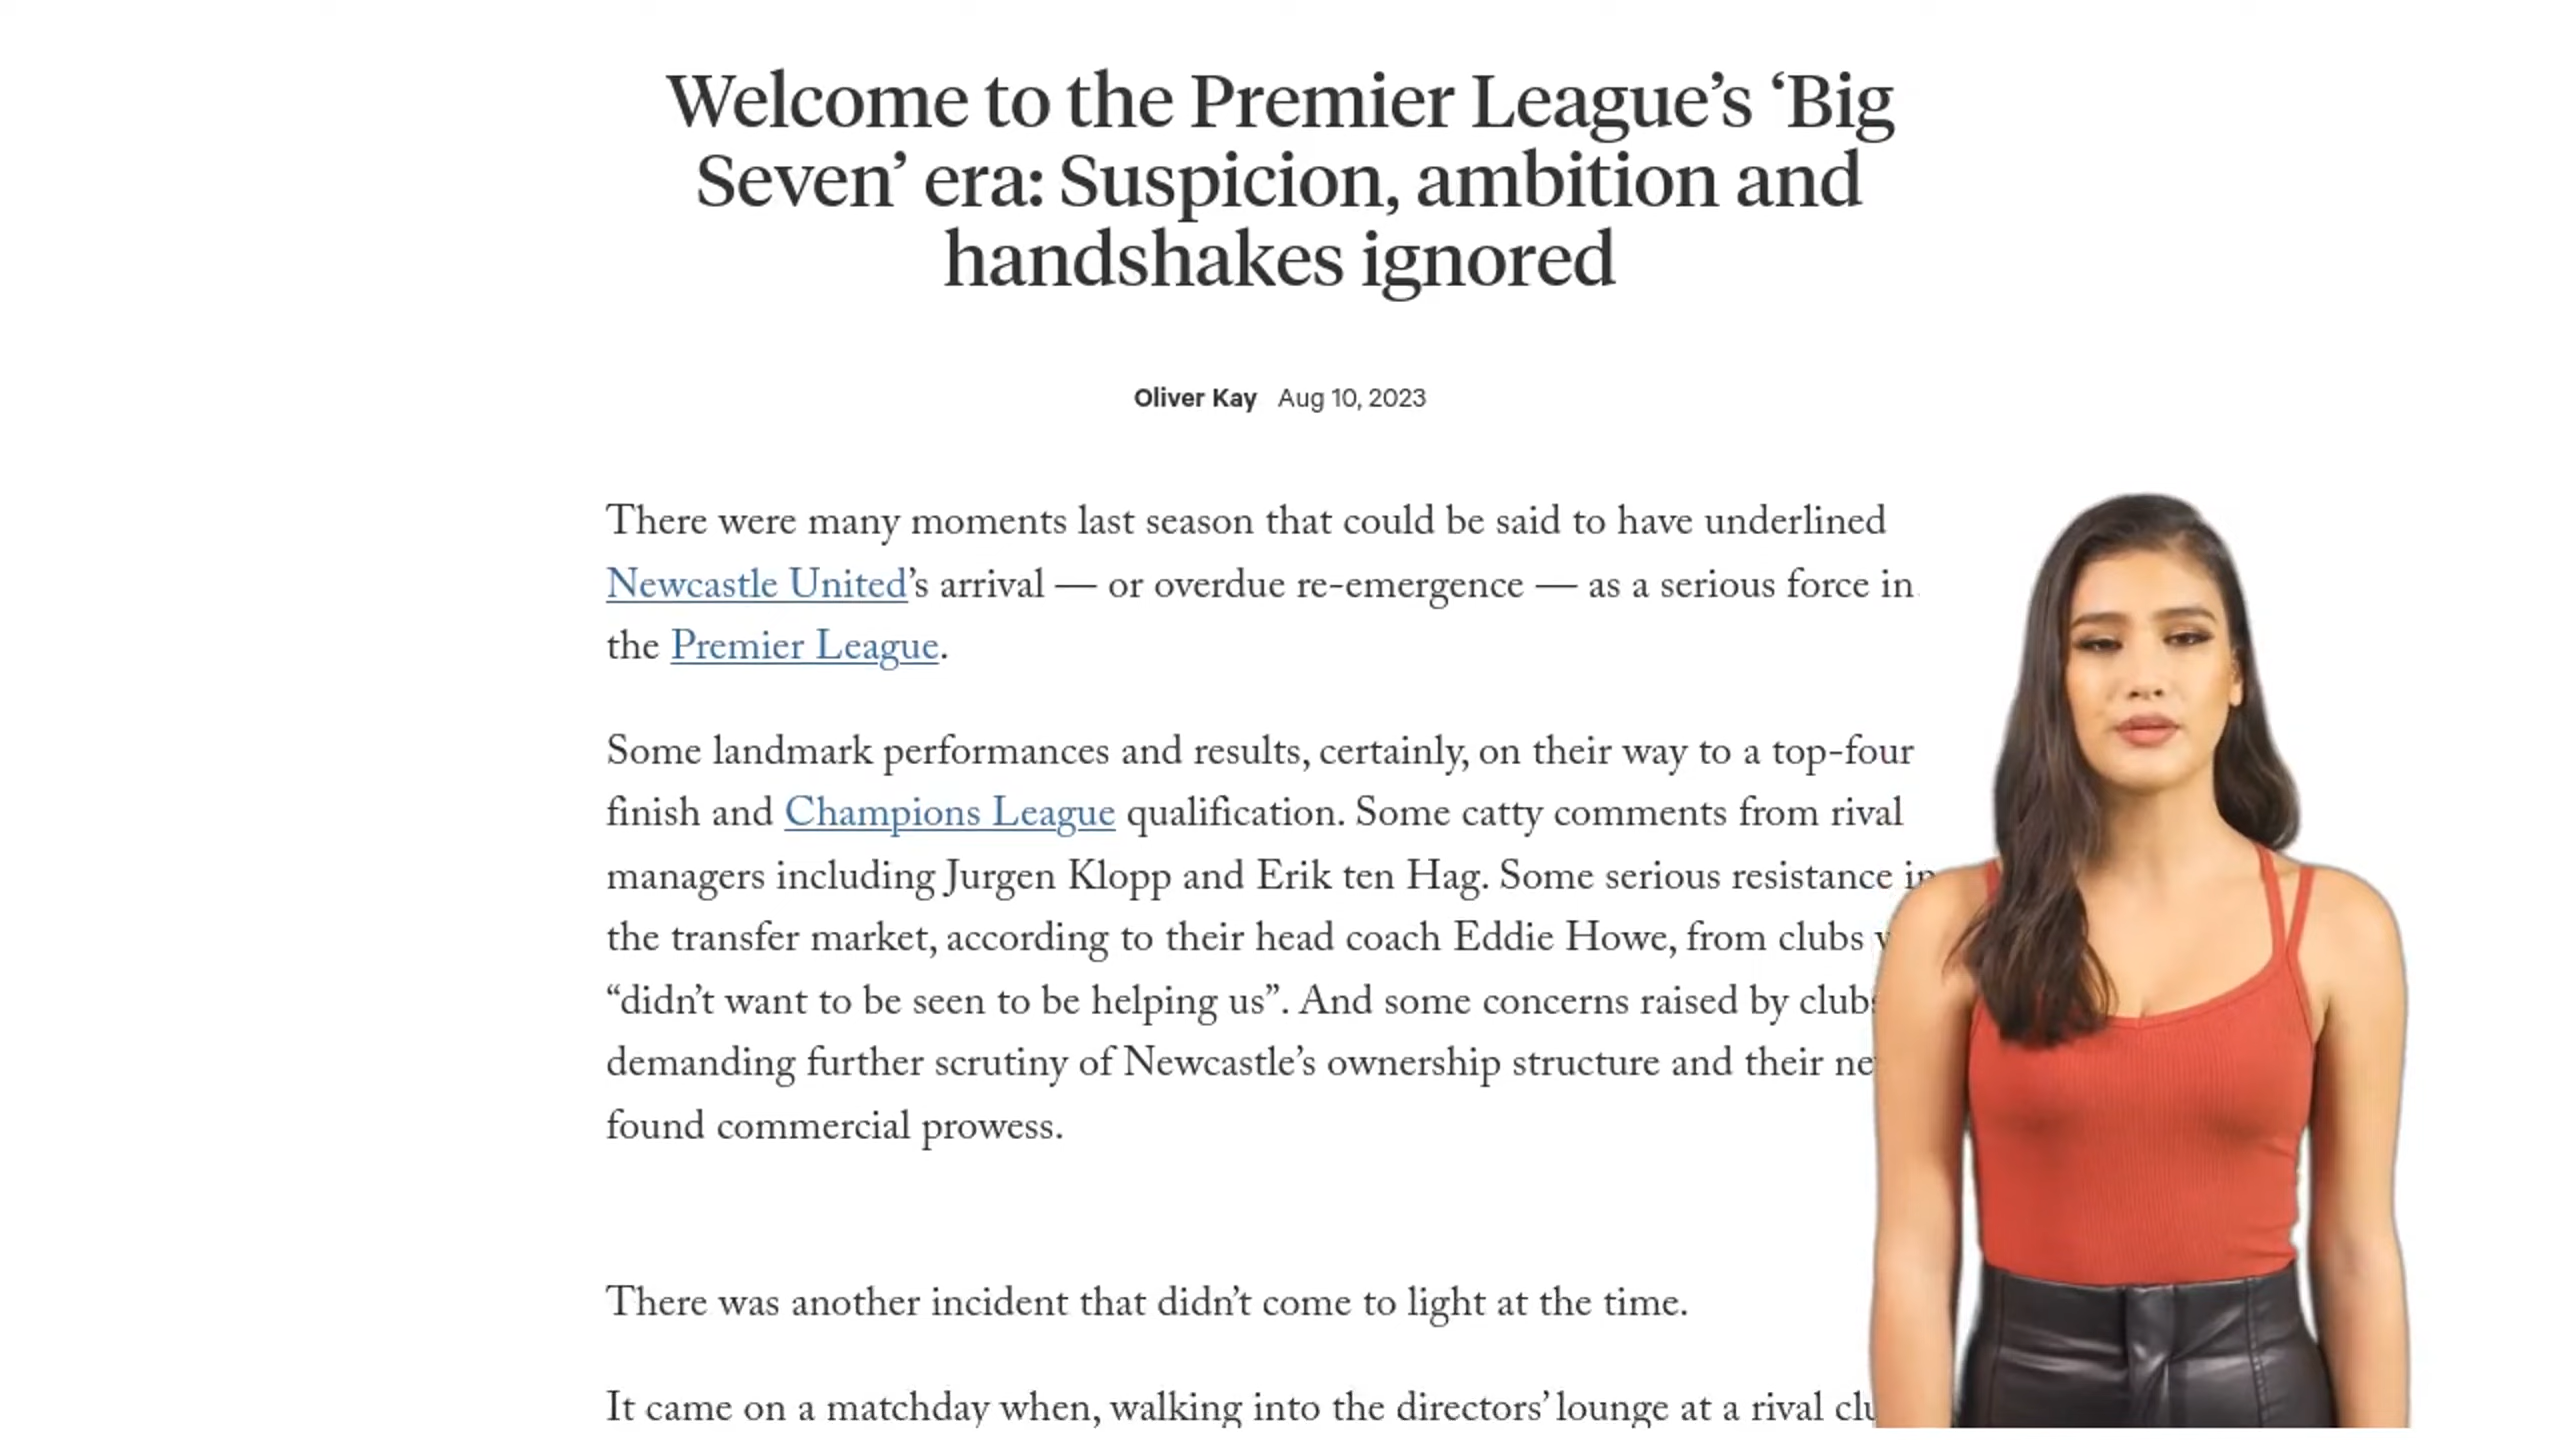 Welcome to the Premier League’s ‘Big
Seven’ era: Suspicion, ambition and
handshakes ignored
Oliver Kay Aug 10, 2023
There were many moments last season that could be said to have underlined
Newcastle United’s arrival — or overdue re-emergence — as a serious force in
the Premier League.
Some landmark performances and results, certainly, on their way to a top-four
finish and Champions League qualification. Some catty comments from rival
managers including Jurgen Klopp and Erik ten Hag. Some serious resistance in
the transfer market, according to their head coach Eddie Howe, from clubs
“didn’t want to be seen to be helping us”. And some concerns raised by clubs
demanding further scrutiny of Newcastle’s ownership structure and their
found commercial prowess.
There was another incident that didn’t come to light at the time.
It came on a matchday when, walking into the directors’ lounge at a rival